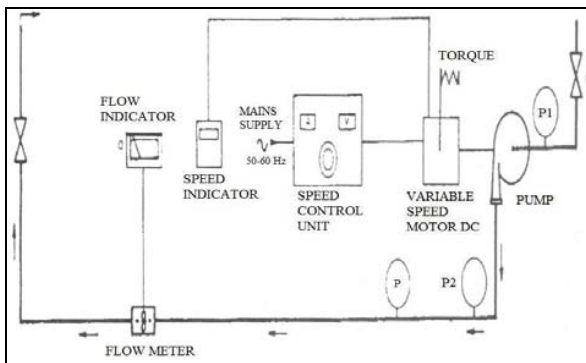 TORQUE
FLOW
INDICATOR
MAINS
SUPPLY
50-60 Hz
P1
SPEED
INDICATOR
SPEED
CONTROL
UNIT
VARIABLE
SPEED
MOTOR DC
PUMP
P
P2
FLOW METER